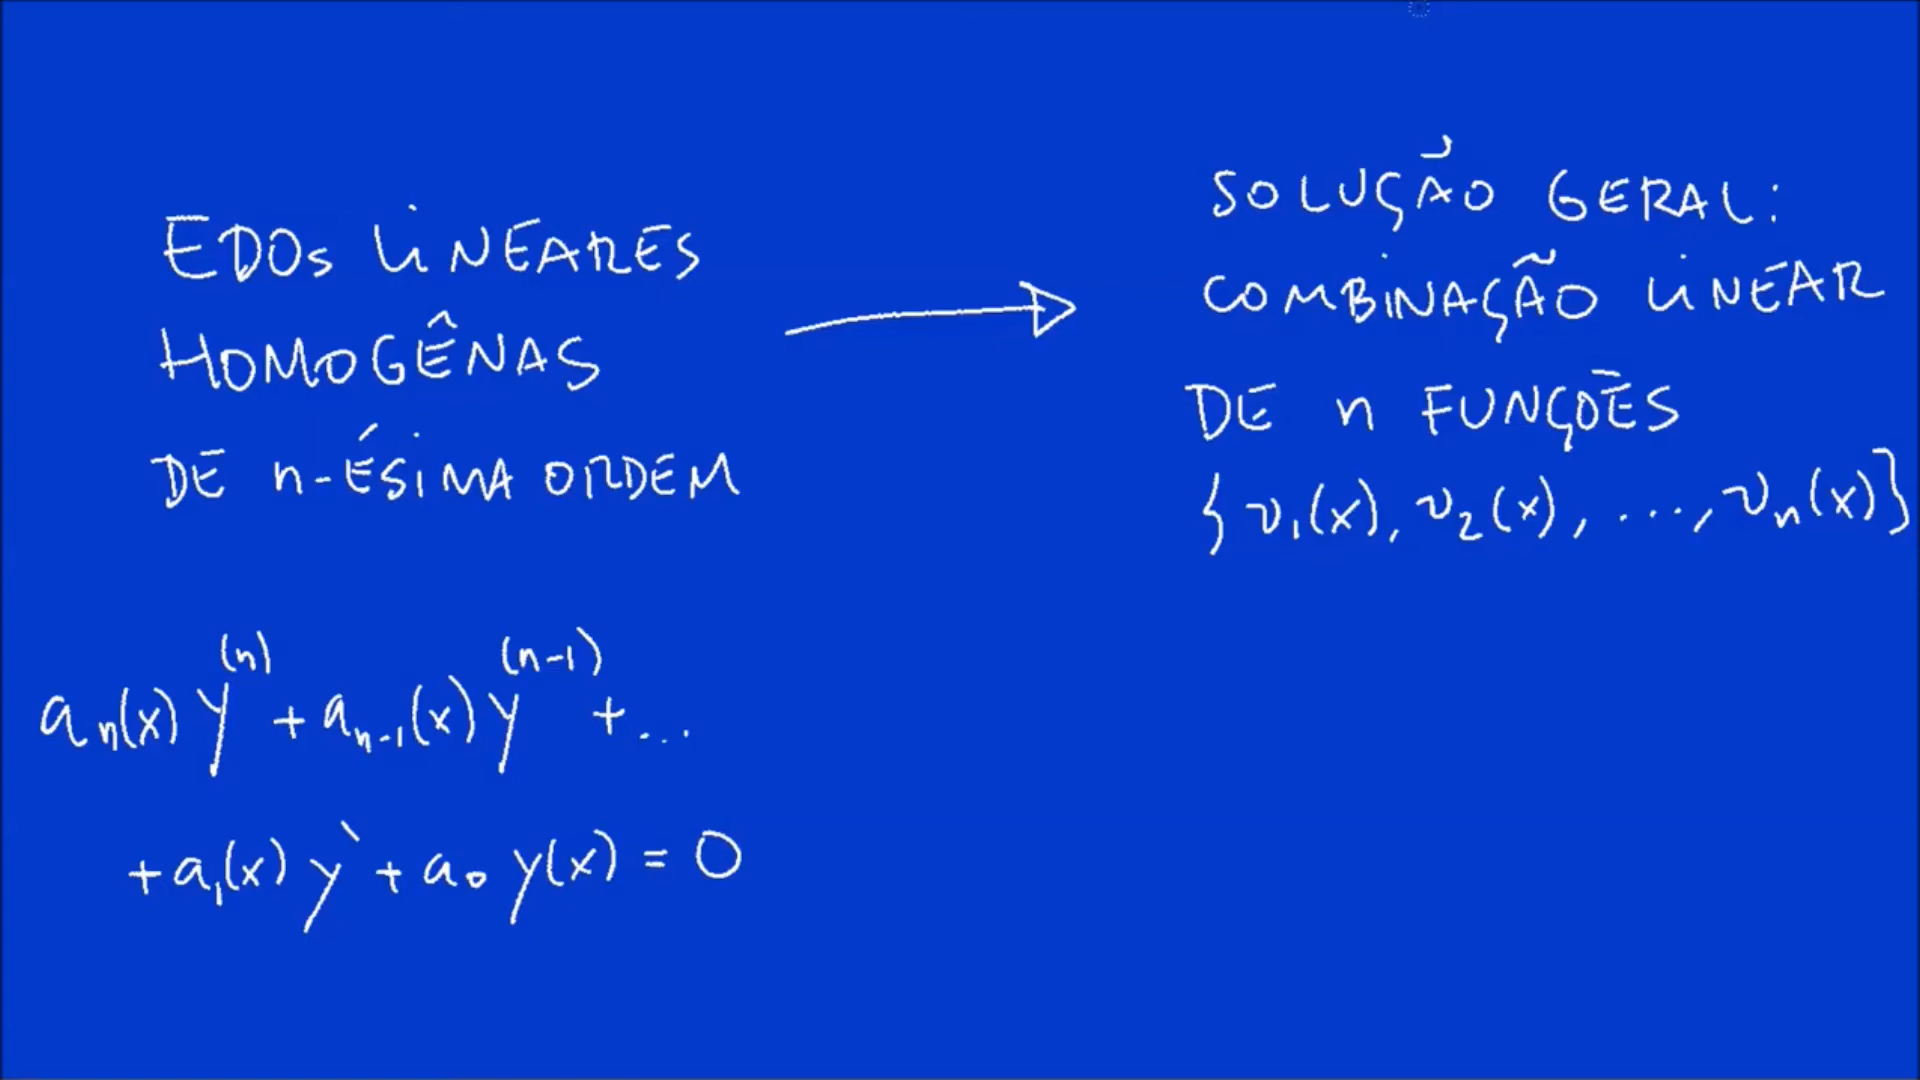 EDOs LINEARES
HOMOGÊNAS
DE n-ÉSIMA ORDEM
aₙ(x) y⁽ⁿ⁾ + aₙ₋₁(x) y⁽ⁿ⁻¹⁾ + ...
+ a₁(x) y` + a₀ y(x) = 0
SOLUÇÃO GERAL:
COMBINAÇÃO LINEAR
DE n FUNÇÕES
{v₁(x), v₂(x), ..., vₙ(x)}